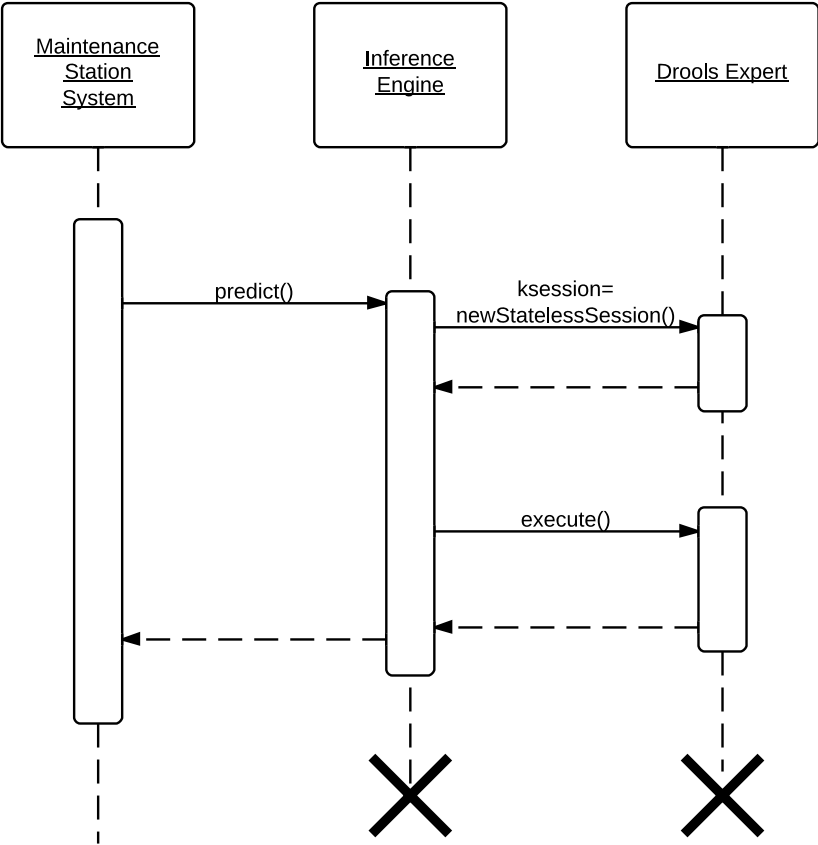 Maintenance
Station
System
Inference
Engine
Drools Expert
predict()
ksession=
newStatelessSession()
execute()